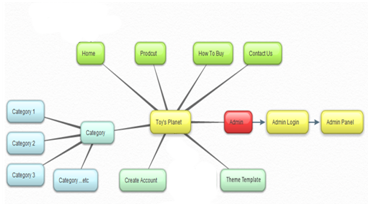 Home
Prodcut
How To Buy
Contact Us
Category 1
Category 2
Category 3
Category ...etc
Category
Toy's Planet
Admin
Admin Login
Admin Panel
Create Account
Theme Template